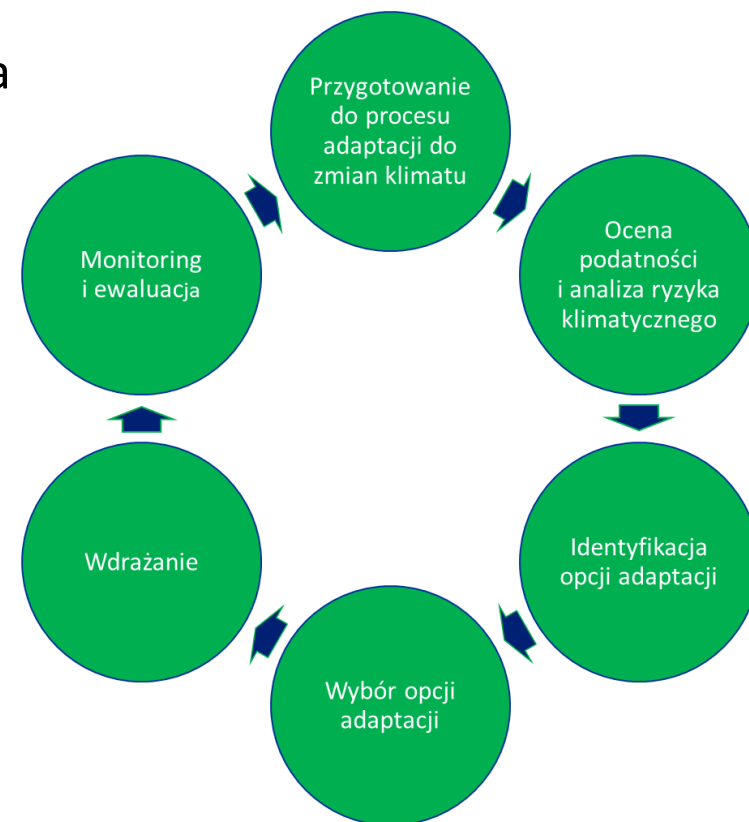 a
Przygotowanie
do procesu
adaptacji do
zmian klimatu
Ocena
podatności
i analiza ryzyka
klimatycznego
Identyfikacja
opcji adaptacji
Wybór opcji
adaptacji
Wdrażanie
Monitoring
i ewaluacja